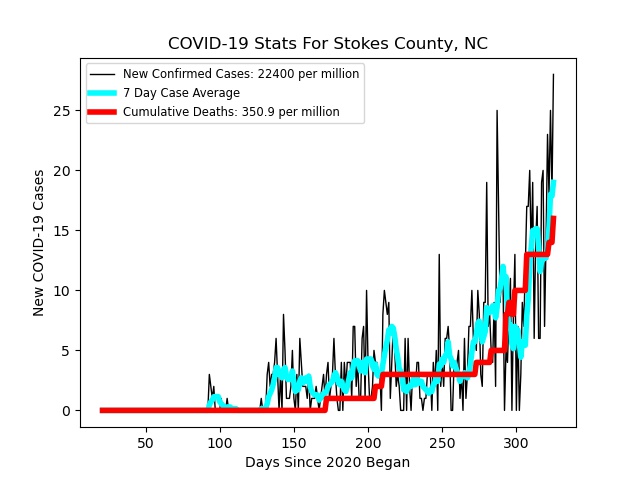 COVID-19 Stats For Stokes County, NC
New Confirmed Cases: 22400 per million
7 Day Case Average
Cumulative Deaths: 350.9 per million
New COVID-19 Cases
25
20
15
10
5
0
50 100 150 200 250 300
Days Since 2020 Began